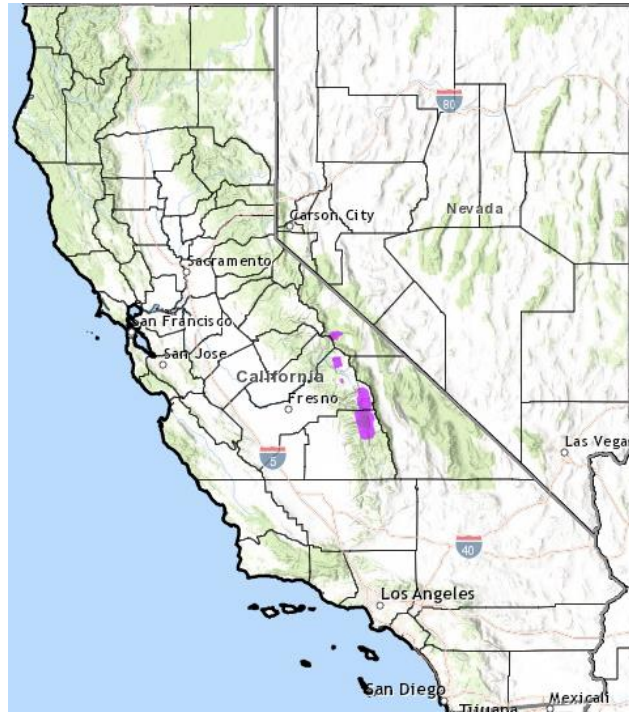 80
Nevada
Carson City
Sacramento
San Francisco
San Jose
California
Fresno
5
Las Vegas
40
Los Angeles
San Diego
Tijuana
Mexicali